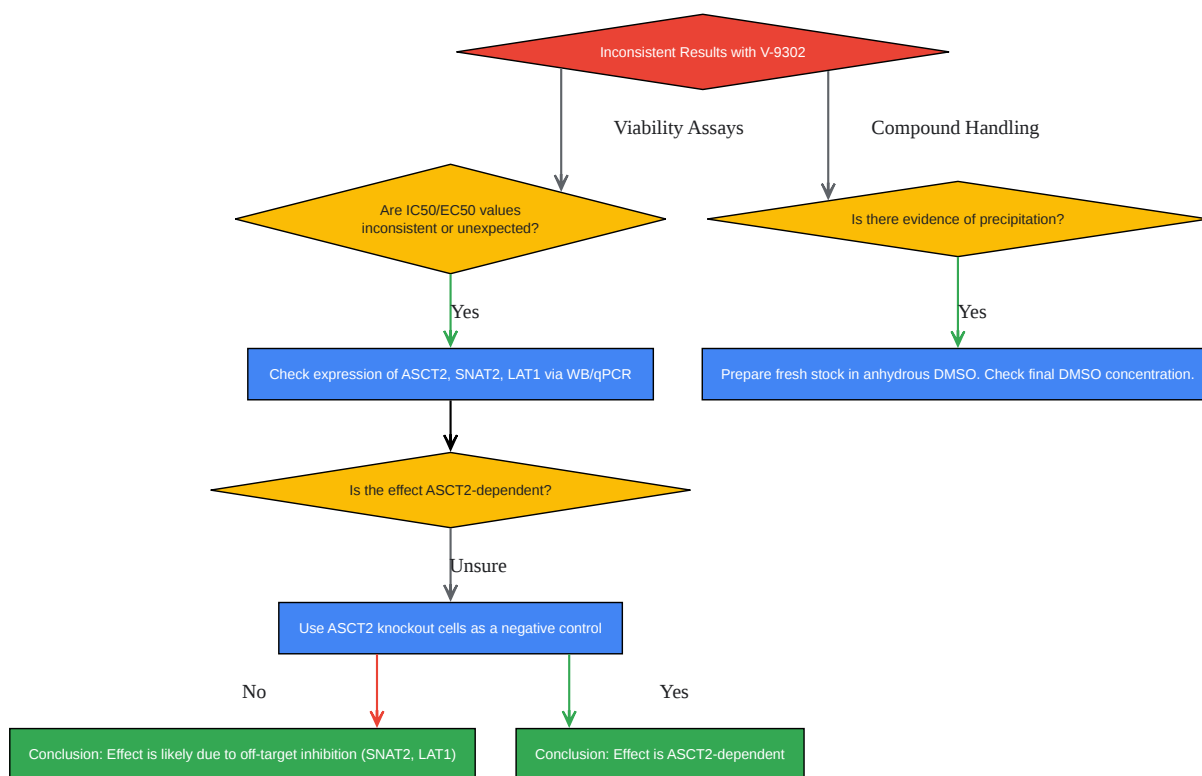 Inconsistent Results with V-9302
Viability Assays
Compound Handling
Are IC50/EC50 values
inconsistent or unexpected?
Is there evidence of precipitation?
Yes
Yes
Check expression of ASCT2, SNAT2, LAT1 via WB/qPCR
Prepare fresh stock in anhydrous DMSO. Check final DMSO concentration.
Is the effect ASCT2-dependent?
Unsure
Use ASCT2 knockout cells as a negative control
No
Yes
Conclusion: Effect is likely due to off-target inhibition (SNAT2, LAT1)
Conclusion: Effect is ASCT2-dependent